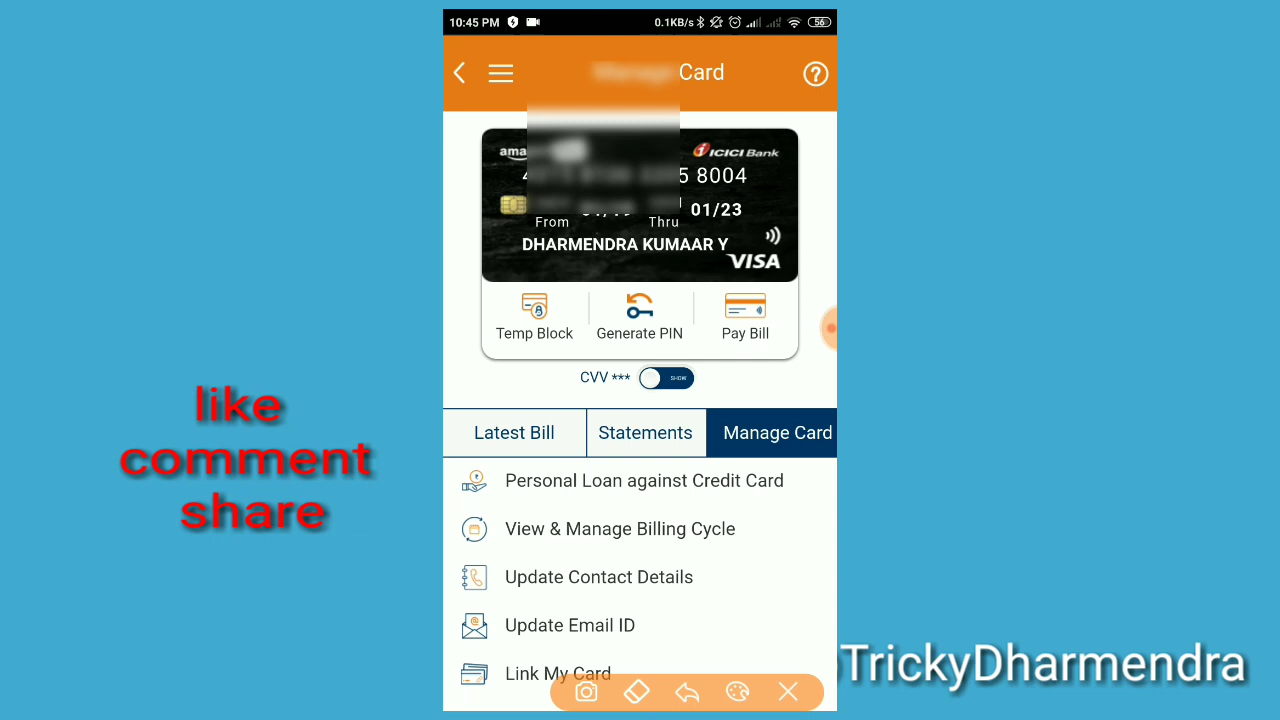 10:45 PM 0.1KB/s 56
Card
ama ICICI Bank
5 8004
01/23
From Thru
DHARMENDRA KUMAAR Y
VISA
Temp Block Generate PIN Pay Bill
CVV *** SHOW
Latest Bill Statements Manage Card
Personal Loan against Credit Card
View & Manage Billing Cycle
Update Contact Details
Update Email ID
Link My Card
like
comment
share
TrickyDharmendra